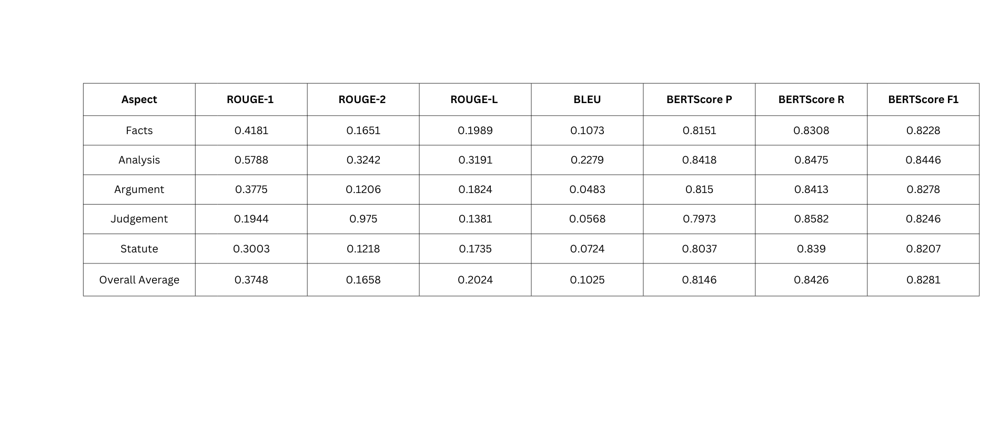 Aspect ROUGE-1 ROUGE-2 ROUGE-L BLEU BERTScore P BERTScore R BERTScore F1
Facts 0.4181 0.1651 0.1989 0.1073 0.8151 0.8308 0.8228
Analysis 0.5788 0.3242 0.3191 0.2279 0.8418 0.8475 0.8446
Argument 0.3775 0.1206 0.1824 0.0483 0.815 0.8413 0.8278
Judgement 0.1944 0.975 0.1381 0.0568 0.7973 0.8582 0.8246
Statute 0.3003 0.1218 0.1735 0.0724 0.8037 0.839 0.8207
Overall Average 0.3748 0.1658 0.2024 0.1025 0.8146 0.8426 0.8281